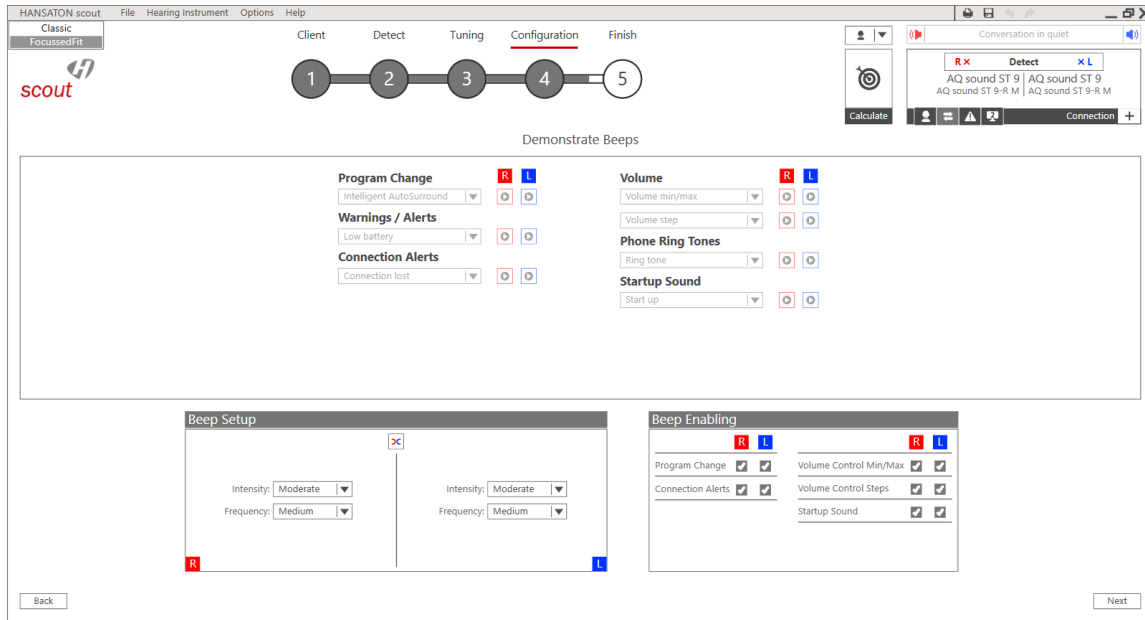 HANSATON scout File Hearing Instrument Options Help
Classic
FocussedFit
scout
Client Detect Tuning Configuration Finish
1 2 3 4 5
Calculate
Conversation in quiet
R Detect L
AQ sound ST 9 | AQ sound ST 9
AQ sound ST 9-R M | AQ sound ST 9-R M
Connection +
Demonstrate Beeps
Program Change R L
Intelligent AutoSurround
Warnings / Alerts
Low battery
Connection Alerts
Connection lost
Volume R L
Volume min/max
Volume step
Phone Ring Tones
Ring tone
Startup Sound
Start up
Beep Setup
Intensity: Moderate
Frequency: Medium
R
Intensity: Moderate
Frequency: Medium
L
Beep Enabling
R L
Program Change
Connection Alerts
R L
Volume Control Min/Max
Volume Control Steps
Startup Sound
Back
Next